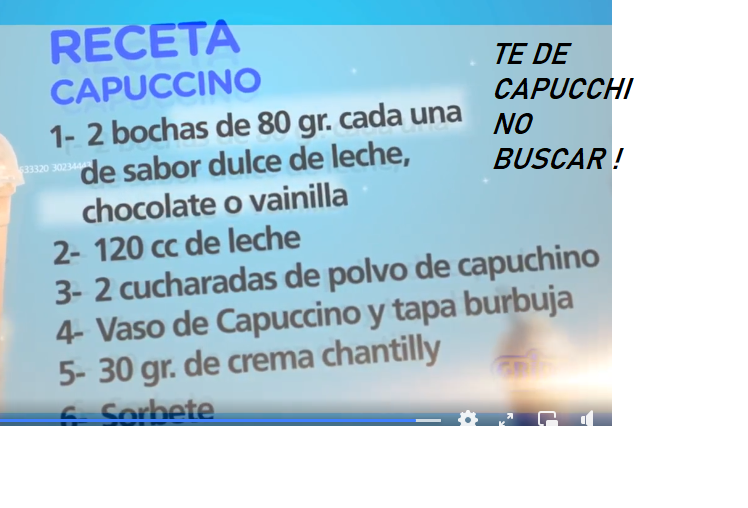 RECETA
CAPUCCINO
1- 2 bochas de 80 gr. cada una
de sabor dulce de leche,
chocolate o vainilla
2- 120 cc de leche
3- 2 cucharadas de polvo de capuchino
4- Vaso de Capuccino y tapa burbuja
5- 30 gr. de crema chantilly
6- Sorbete
TE DE
CAPUCCHI
NO
BUSCAR !